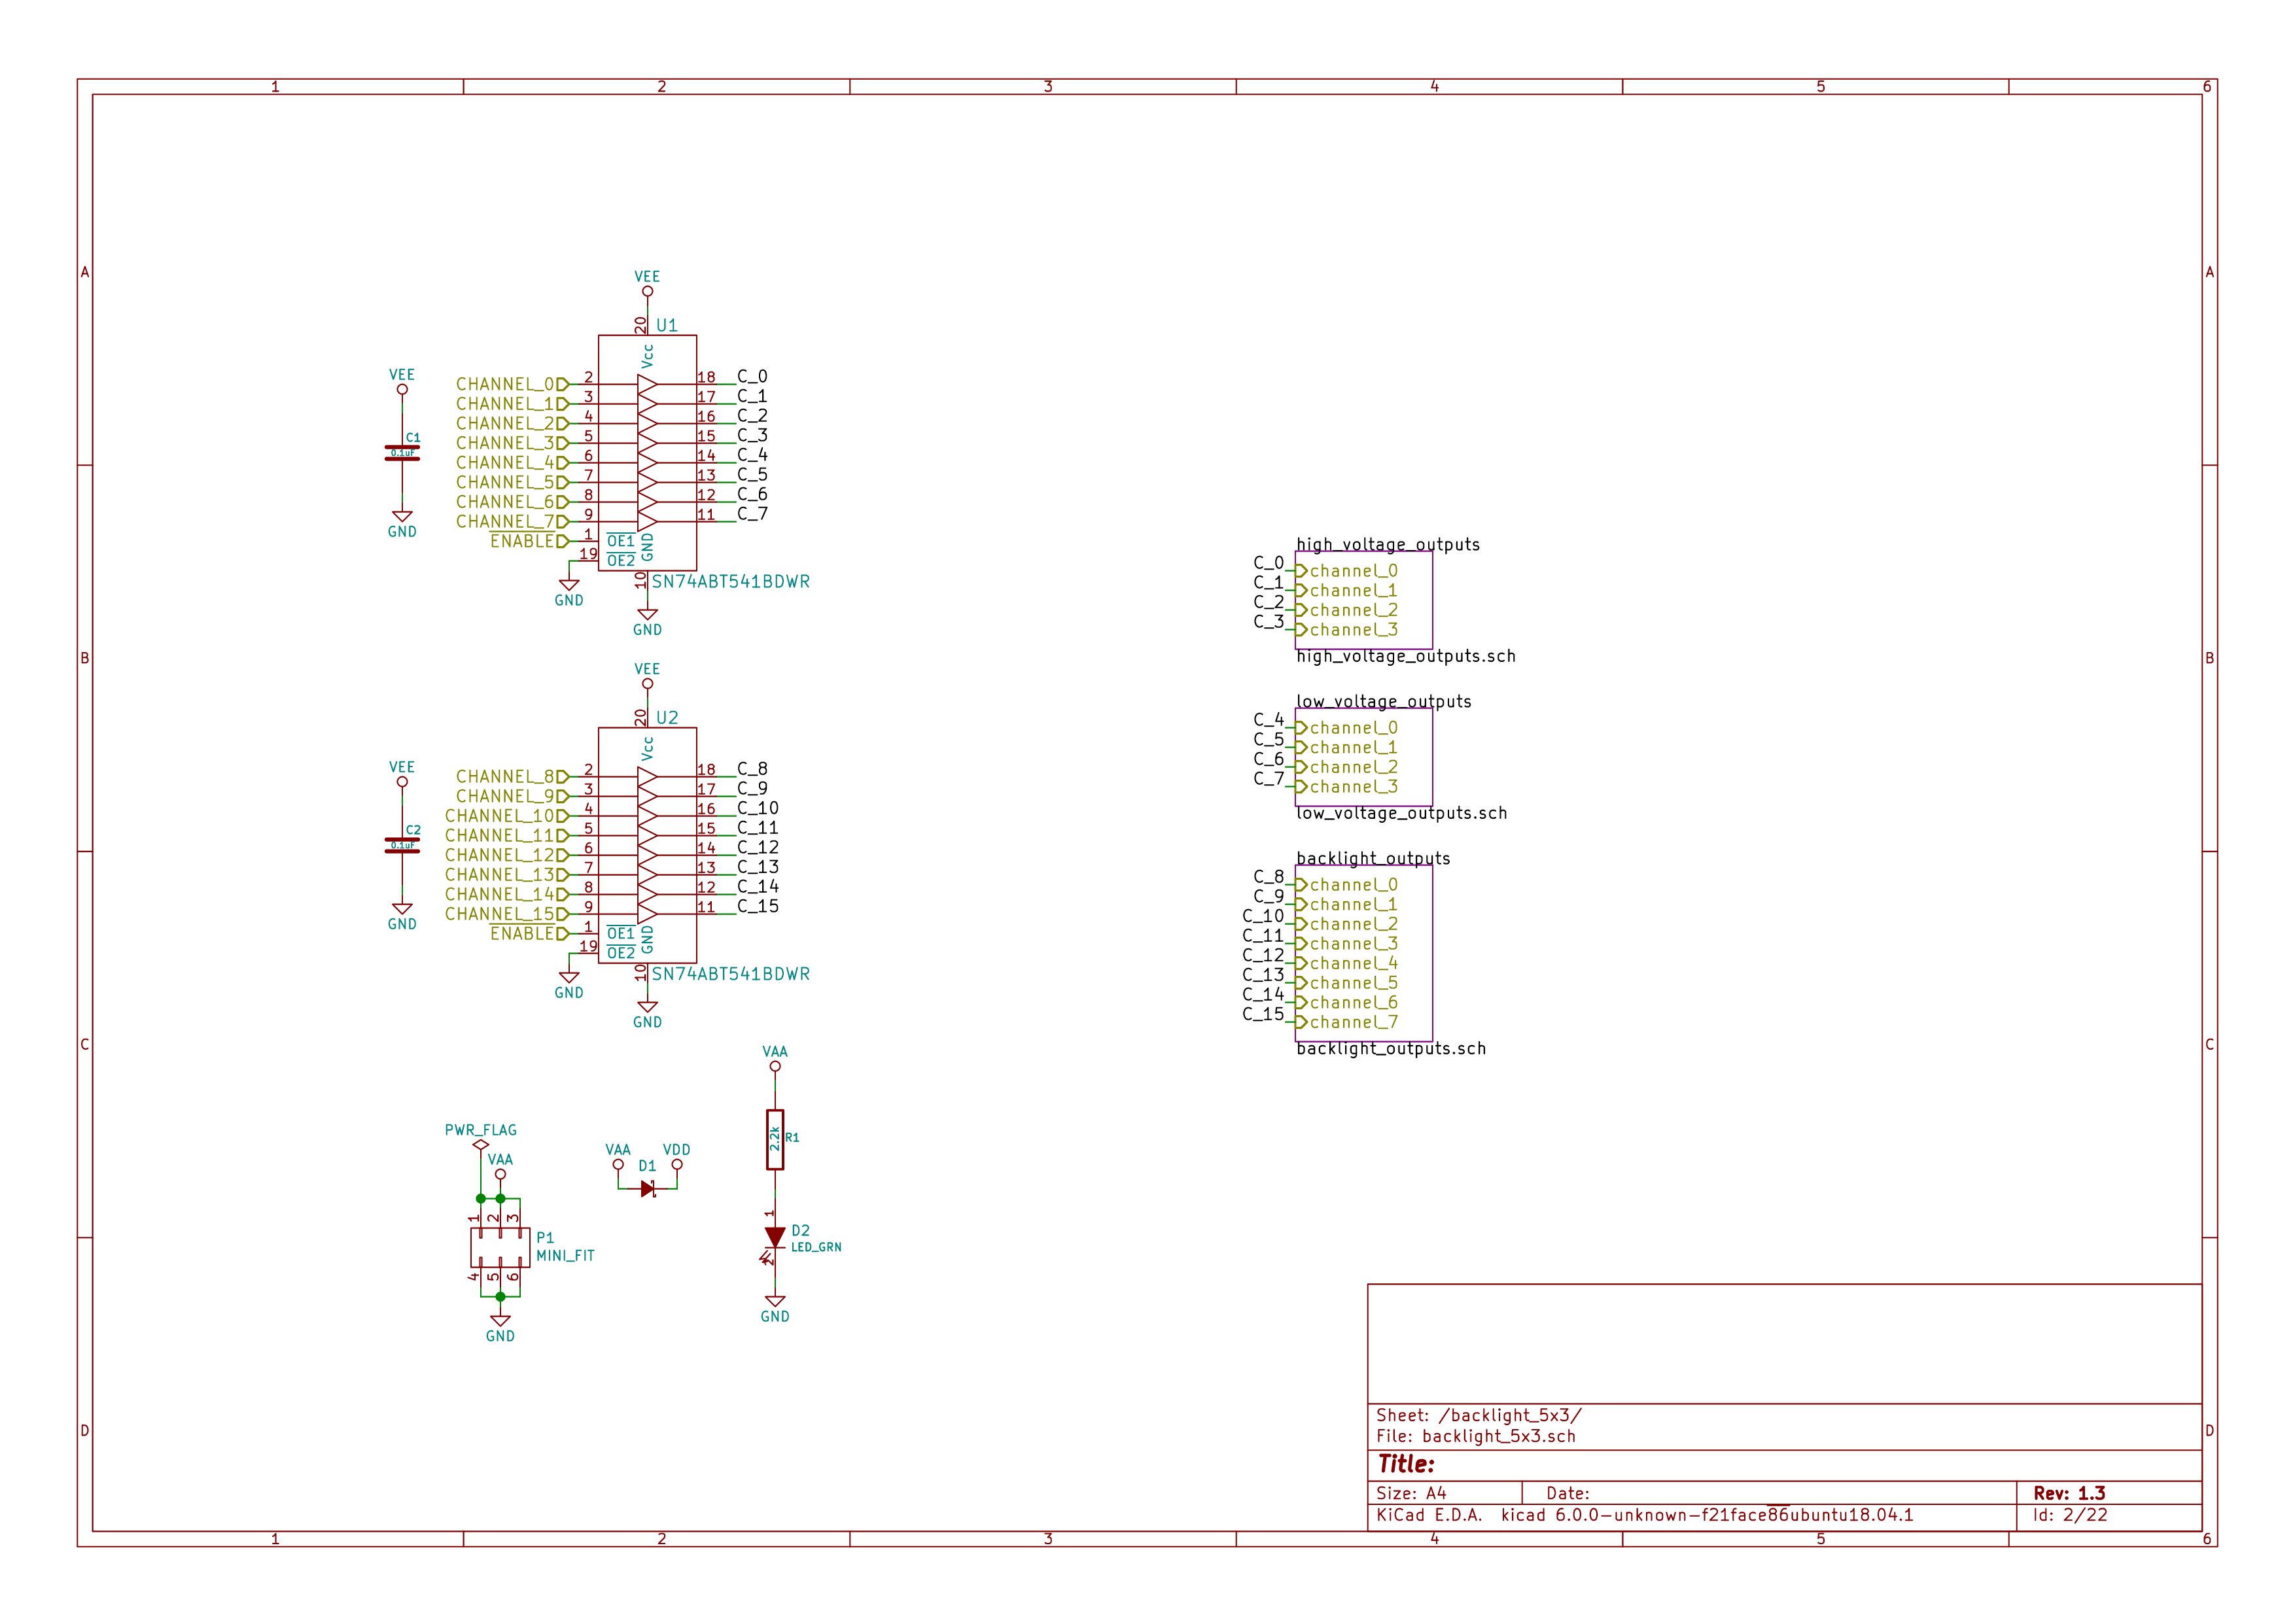 1 2 3 4 5 6
A A
B B
C C
D D
VEE
20
U1
Vcc
CHANNEL_0 2 18 C_0
CHANNEL_1 3 17 C_1
CHANNEL_2 4 16 C_2
CHANNEL_3 5 15 C_3
CHANNEL_4 6 14 C_4
CHANNEL_5 7 13 C_5
CHANNEL_6 8 12 C_6
CHANNEL_7 9 11 C_7
ENABLE 1 OE1
19 OE2
GND
10
SN74ABT541BDWR
GND
GND
VEE
C1
0.1uF
GND
VEE
20
U2
Vcc
CHANNEL_8 2 18 C_8
CHANNEL_9 3 17 C_9
CHANNEL_10 4 16 C_10
CHANNEL_11 5 15 C_11
CHANNEL_12 6 14 C_12
CHANNEL_13 7 13 C_13
CHANNEL_14 8 12 C_14
CHANNEL_15 9 11 C_15
ENABLE 1 OE1
19 OE2
GND
10
SN74ABT541BDWR
GND
GND
VEE
C2
0.1uF
GND
high_voltage_outputs
C_0 channel_0
C_1 channel_1
C_2 channel_2
C_3 channel_3
high_voltage_outputs.sch
low_voltage_outputs
C_4 channel_0
C_5 channel_1
C_6 channel_2
C_7 channel_3
low_voltage_outputs.sch
backlight_outputs
C_8 channel_0
C_9 channel_1
C_10 channel_2
C_11 channel_3
C_12 channel_4
C_13 channel_5
C_14 channel_6
C_15 channel_7
backlight_outputs.sch
PWR_FLAG
VAA
1 2 3
P1
MINI_FIT
4 5 6
GND
VAA VDD
D1
VAA
2.2k R1
1
D2
LED_GRN
2
GND
Sheet: /backlight_5x3/
File: backlight_5x3.sch
Title:
Size: A4 Date: Rev: 1.3
KiCad E.D.A. kicad 6.0.0-unknown-f21face86ubuntu18.04.1 Id: 2/22
1 2 3 4 5 6